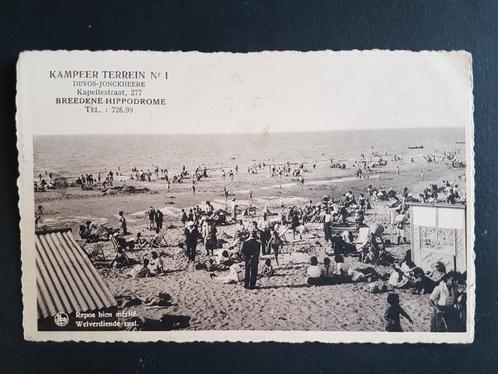 KAMPEER TERREIN Nr 1
DEVOS-JONCKHEERE
Kapellestraat, 277
BREEDENE-HIPPODROME
TEL. : 726.99
Repos bien mérité.
Welverdiende rust.